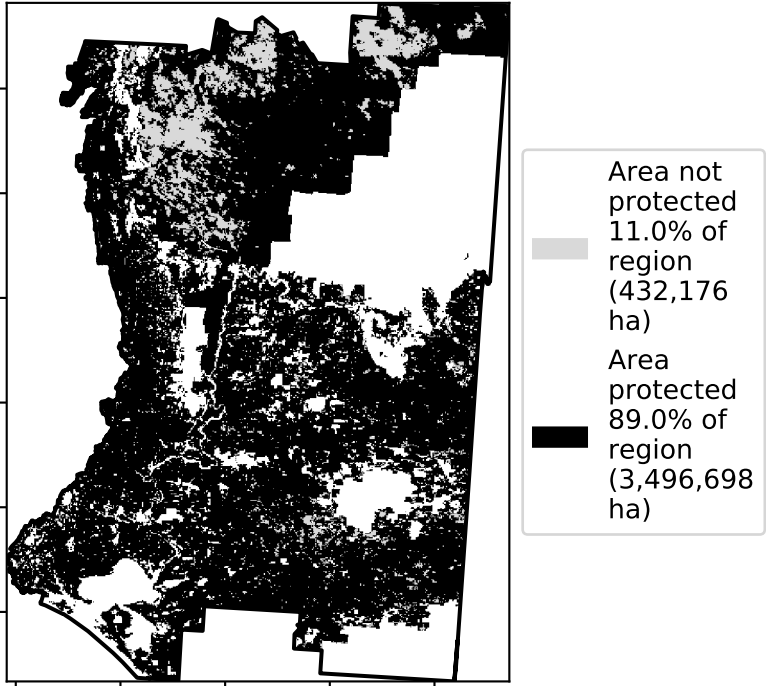 Area not
protected
11.0% of
region
(432,176
ha)
Area
protected
89.0% of
region
(3,496,698
ha)